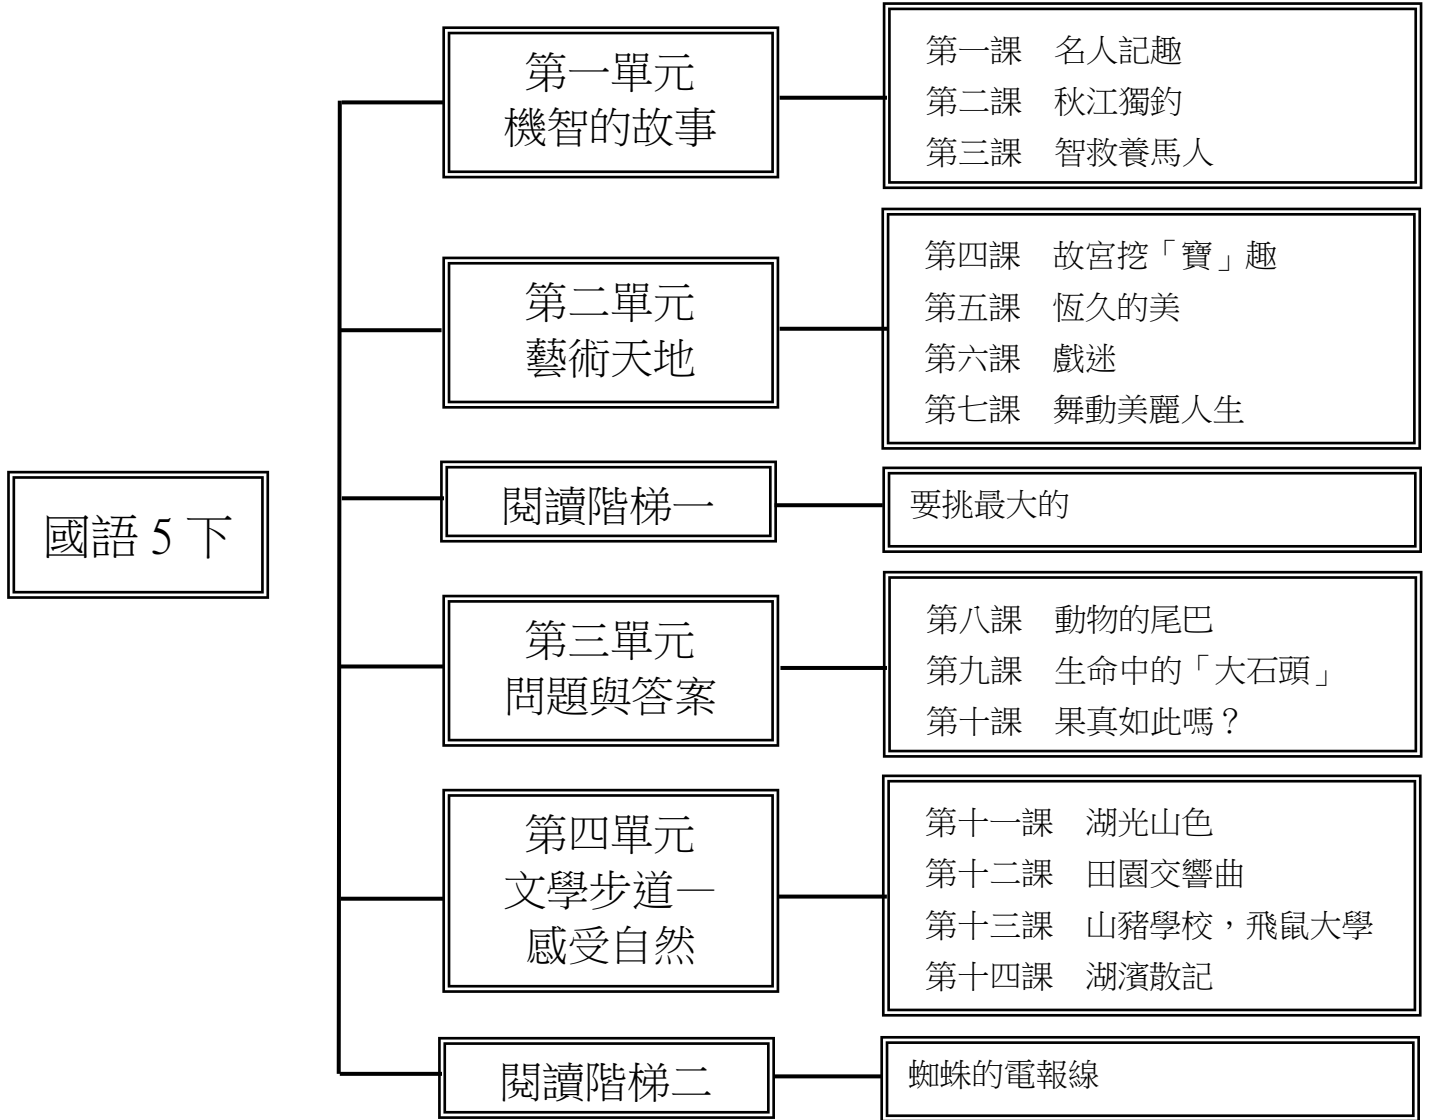 國語 5 下
第一單元
機智的故事
第一課　名人記趣
第二課　秋江獨釣
第三課　智救養馬人
第二單元
藝術天地
第四課　故宮挖「寶」趣
第五課　恆久的美
第六課　戲迷
第七課　舞動美麗人生
閱讀階梯一
要挑最大的
第三單元
問題與答案
第八課　動物的尾巴
第九課　生命中的「大石頭」
第十課　果真如此嗎？
第四單元
文學步道—
感受自然
第十一課　湖光山色
第十二課　田園交響曲
第十三課　山豬學校，飛鼠大學
第十四課　湖濱散記
閱讀階梯二
蜘蛛的電報線